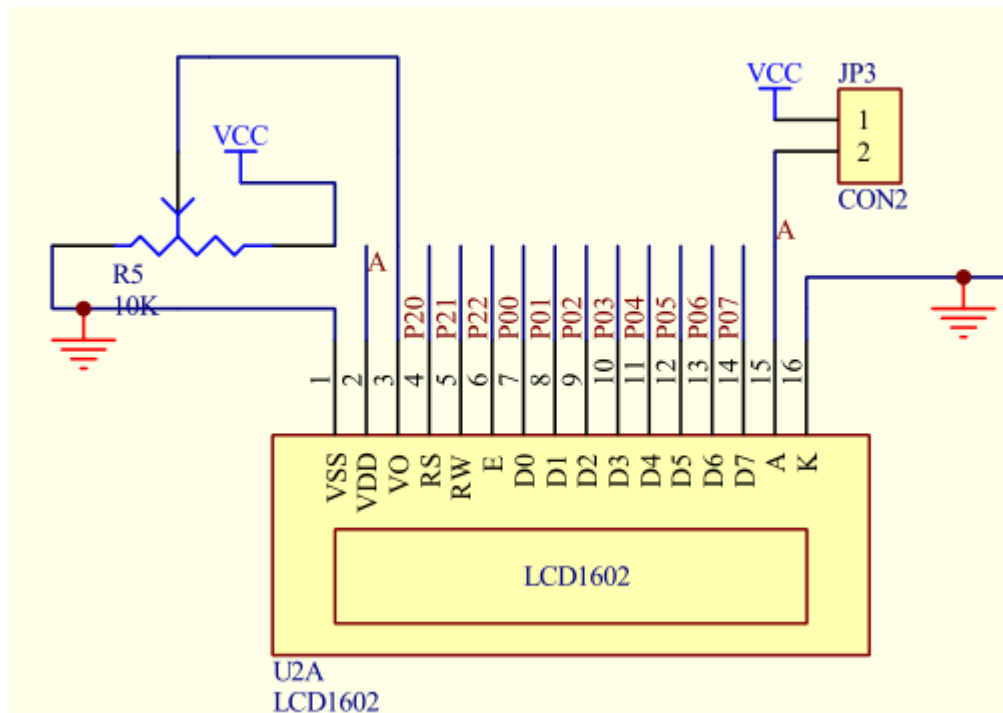 VCC
JP3
VCC
1
2
CON2
A
A
R5
10K
P20
P21
P22
P00
P01
P02
P03
P04
P05
P06
P07
1
2
3
4
5
6
7
8
9
10
11
12
13
14
15
16
VSS
VDD
VO
RS
RW
E
D0
D1
D2
D3
D4
D5
D6
D7
A
K
LCD1602
U2A
LCD1602